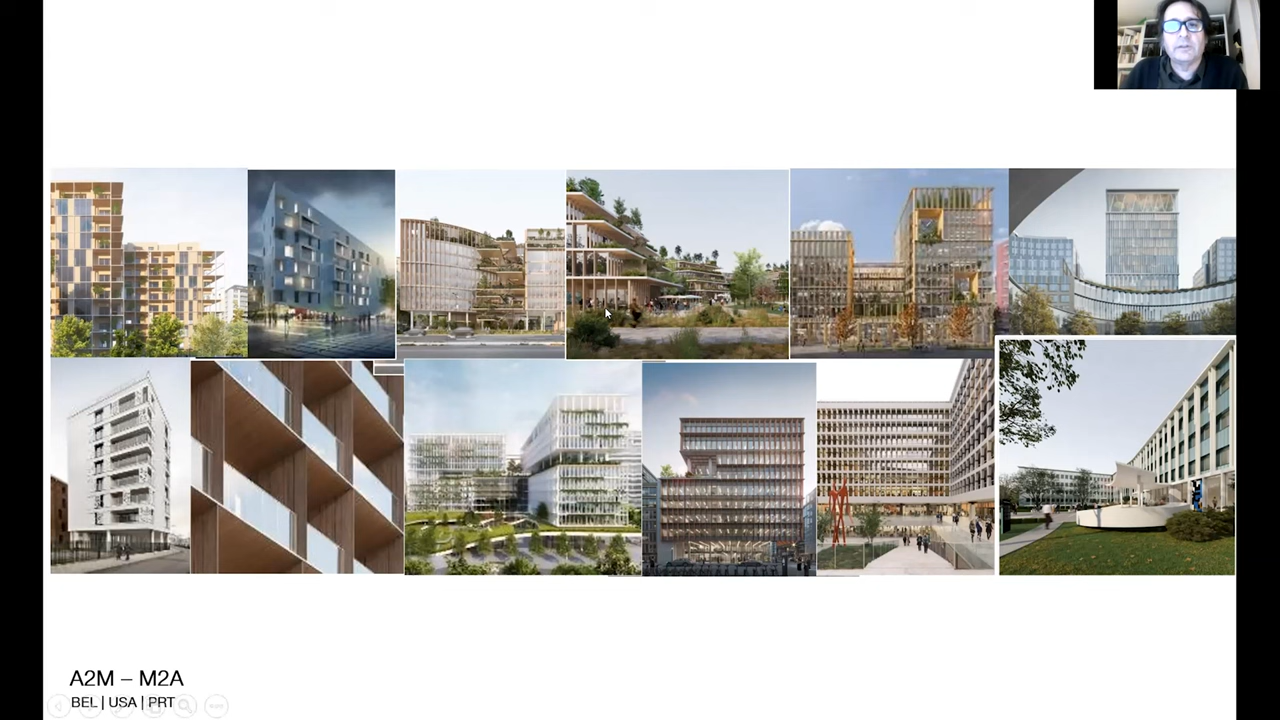 A2M – M2A
BEL | USA | PRT